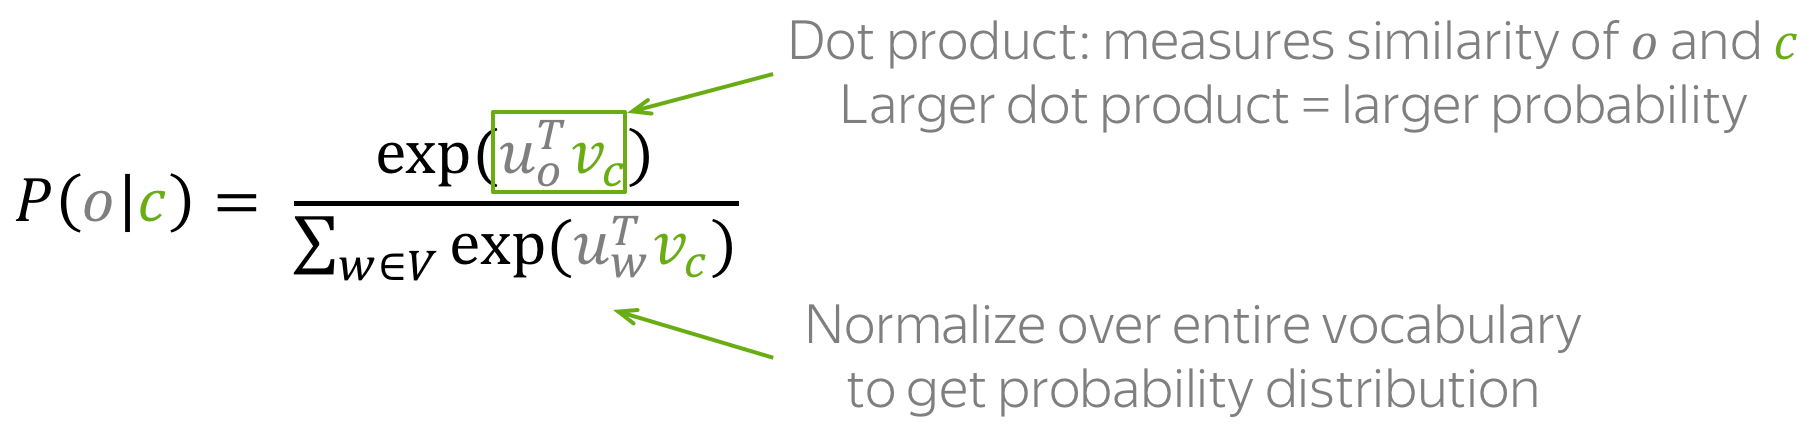 Dot product: measures similarity of o and c
Larger dot product = larger probability
P(o|c) = exp(u_o^T v_c) / ∑_{w∈V} exp(u_w^T v_c)
Normalize over entire vocabulary
to get probability distribution